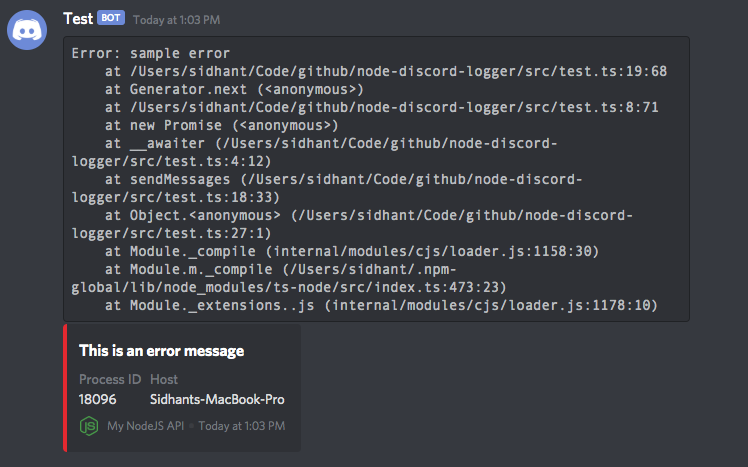 Test BOT Today at 1:03 PM
Error: sample error
    at /Users/sidhant/Code/github/node-discord-logger/src/test.ts:19:68
    at Generator.next (<anonymous>)
    at /Users/sidhant/Code/github/node-discord-logger/src/test.ts:8:71
    at new Promise (<anonymous>)
    at __awaiter (/Users/sidhant/Code/github/node-discord-
logger/src/test.ts:4:12)
    at sendMessages (/Users/sidhant/Code/github/node-discord-
logger/src/test.ts:18:33)
    at Object.<anonymous> (/Users/sidhant/Code/github/node-discord-
logger/src/test.ts:27:1)
    at Module._compile (internal/modules/cjs/loader.js:1158:30)
    at Module.m._compile (/Users/sidhant/.npm-
global/lib/node_modules/ts-node/src/index.ts:473:23)
    at Module._extensions..js (internal/modules/cjs/loader.js:1178:10)
This is an error message
Process ID Host
18096 Sidhants-MacBook-Pro
JS My NodeJS API • Today at 1:03 PM